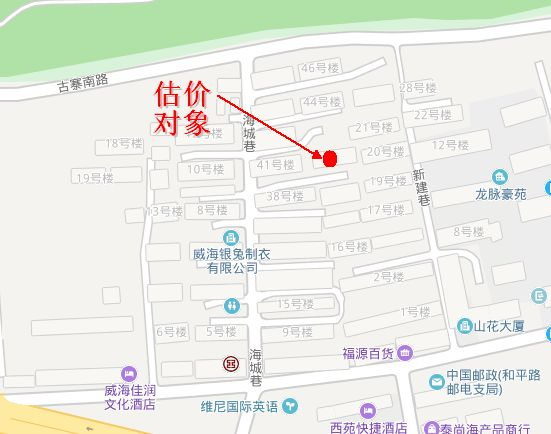 古寨南路
46号楼
估价
对象
44号楼
28号楼
22号楼
海城巷
21号楼
18号楼
12号楼
20号楼
41号楼
10号楼
19号楼
19号楼
新建巷
龙脉豪苑
38号楼
13号楼
8号楼
17号楼
8号楼
16号楼
威海银兔制衣
有限公司
2号楼
15号楼
1号楼
山花大厦
6号楼
5号楼
9号楼
福源百货
海城巷
威海佳润
文化酒店
中国邮政(和平路
邮电支局)
维尼国际英语
西苑快捷酒店
泰尚海产品商行